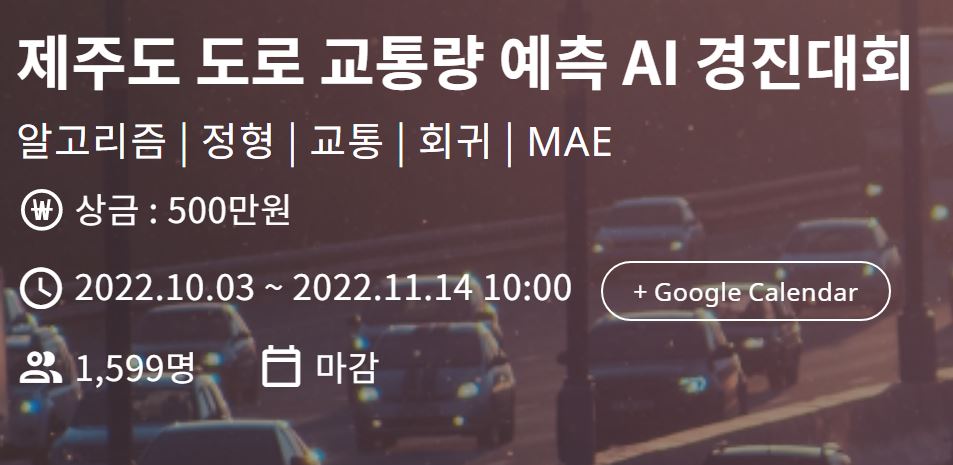 제주도 도로 교통량 예측 AI 경진대회
알고리즘 | 정형 | 교통 | 회귀 | MAE
₩ 상금 : 500만원
2022.10.03 ~ 2022.11.14 10:00 + Google Calendar
1,599명 마감